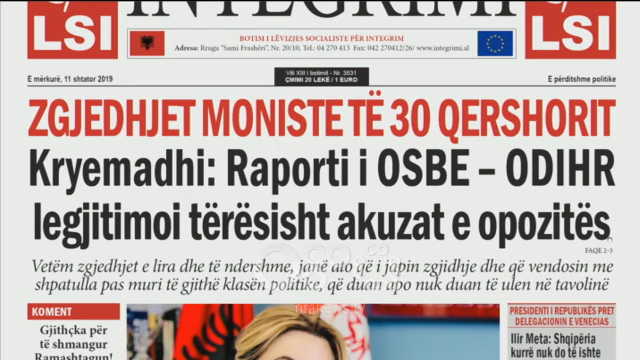 INTEGRIMI
LSI
LSI
BOTIM I LËVIZJES SOCIALISTE PËR INTEGRIM
Adresa: Rruga "Sami Frashëri", Nr. 20/10, Tel. 04 270 413 Fax: 042 270412/26/ www.integrimi.al
E mërkurë, 11 shtator 2019
Viti XIII i botimit - Nr. 3531
ÇMIMI 20 LEKË / 1 EURO
E përditshme politike
ZGJEDHJET MONISTE TË 30 QERSHORIT
Kryemadhi: Raporti i OSBE – ODIHR
legjitimoi tërësisht akuzat e opozitës
FAQE 2-3
Vetëm zgjedhjet e lira dhe të ndershme, janë ato që i japin zgjidhje dhe që vendosin me
shpatulla pas muri të gjithë klasën politike, që duan apo nuk duan të ulen në tavolinë
KOMENT
Gjithçka për
të shmangur
Ramashtagun!
PRESIDENTI I REPUBLIKËS PRET
DELEGACIONIN E VENECIAS
Ilir Meta: Shqipëria
kurrë nuk do të ishte